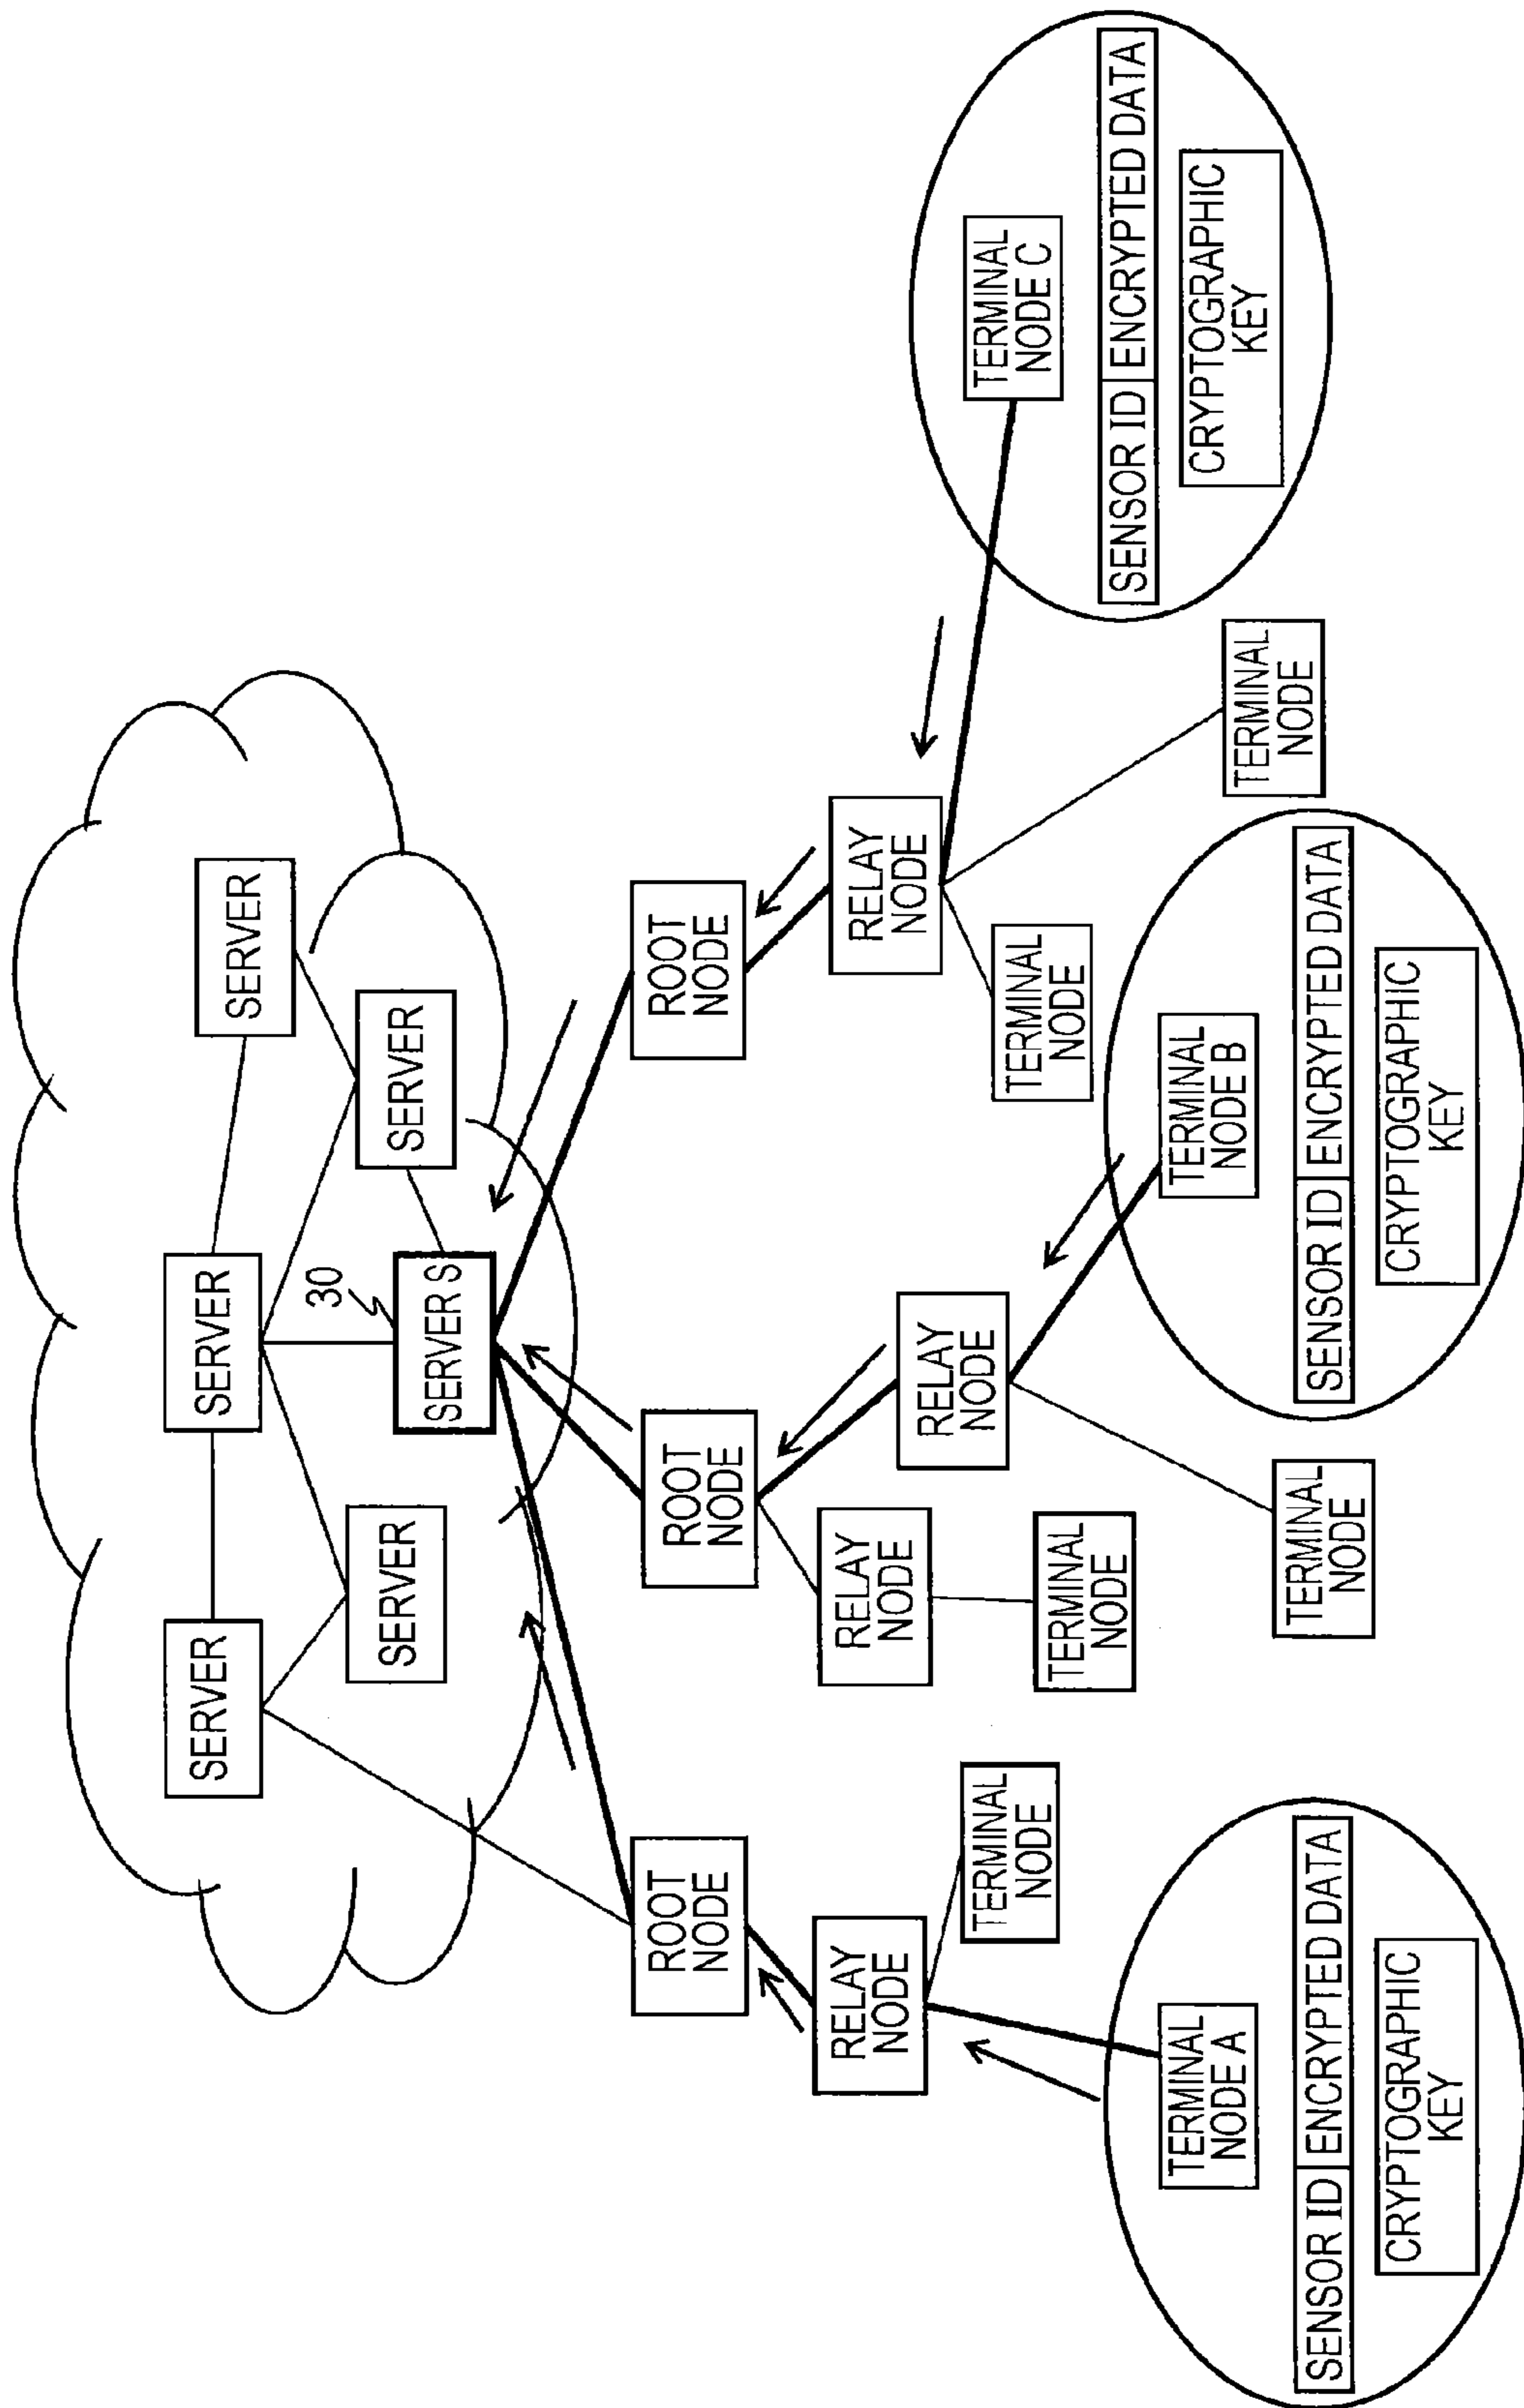 SERVER
SERVER
SERVER
30
SERVER
SERVER S
SERVER
ROOT
NODE
ROOT
NODE
ROOT
NODE
RELAY
NODE
RELAY
NODE
RELAY
NODE
RELAY
NODE
TERMINAL
NODE
TERMINAL
NODE
TERMINAL
NODE
TERMINAL
NODE
TERMINAL
NODE
TERMINAL
NODE A
SENSOR ID ENCRYPTED DATA
CRYPTOGRAPHIC
KEY
TERMINAL
NODE B
SENSOR ID ENCRYPTED DATA
CRYPTOGRAPHIC
KEY
TERMINAL
NODE C
SENSOR ID ENCRYPTED DATA
CRYPTOGRAPHIC
KEY